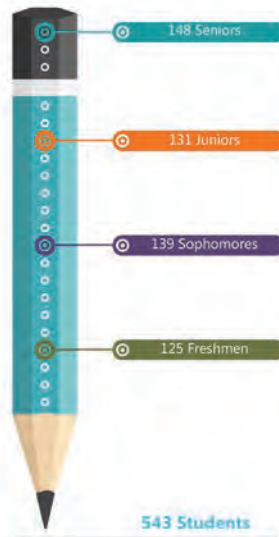 148 Seniors
131 Juniors
139 Sophomores
125 Freshmen
543 Students